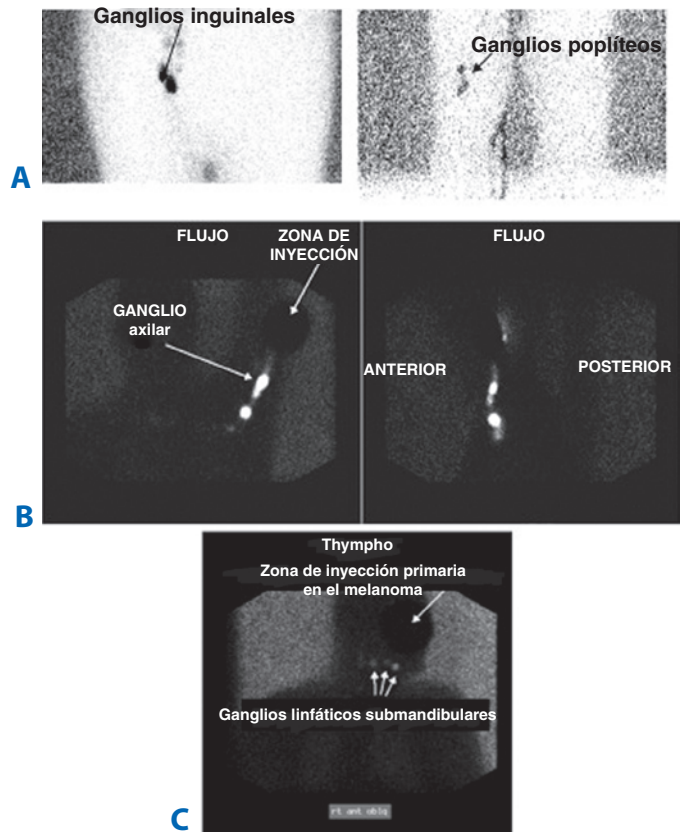 Ganglios inguinales
Ganglios poplíteos
A
FLUJO
ZONA DE
INYECCIÓN
GANGLIO
axilar
FLUJO
ANTERIOR
POSTERIOR
B
Thympho
Zona de inyección primaria
en el melanoma
Ganglios linfáticos submandibulares
rt ant oblq
C